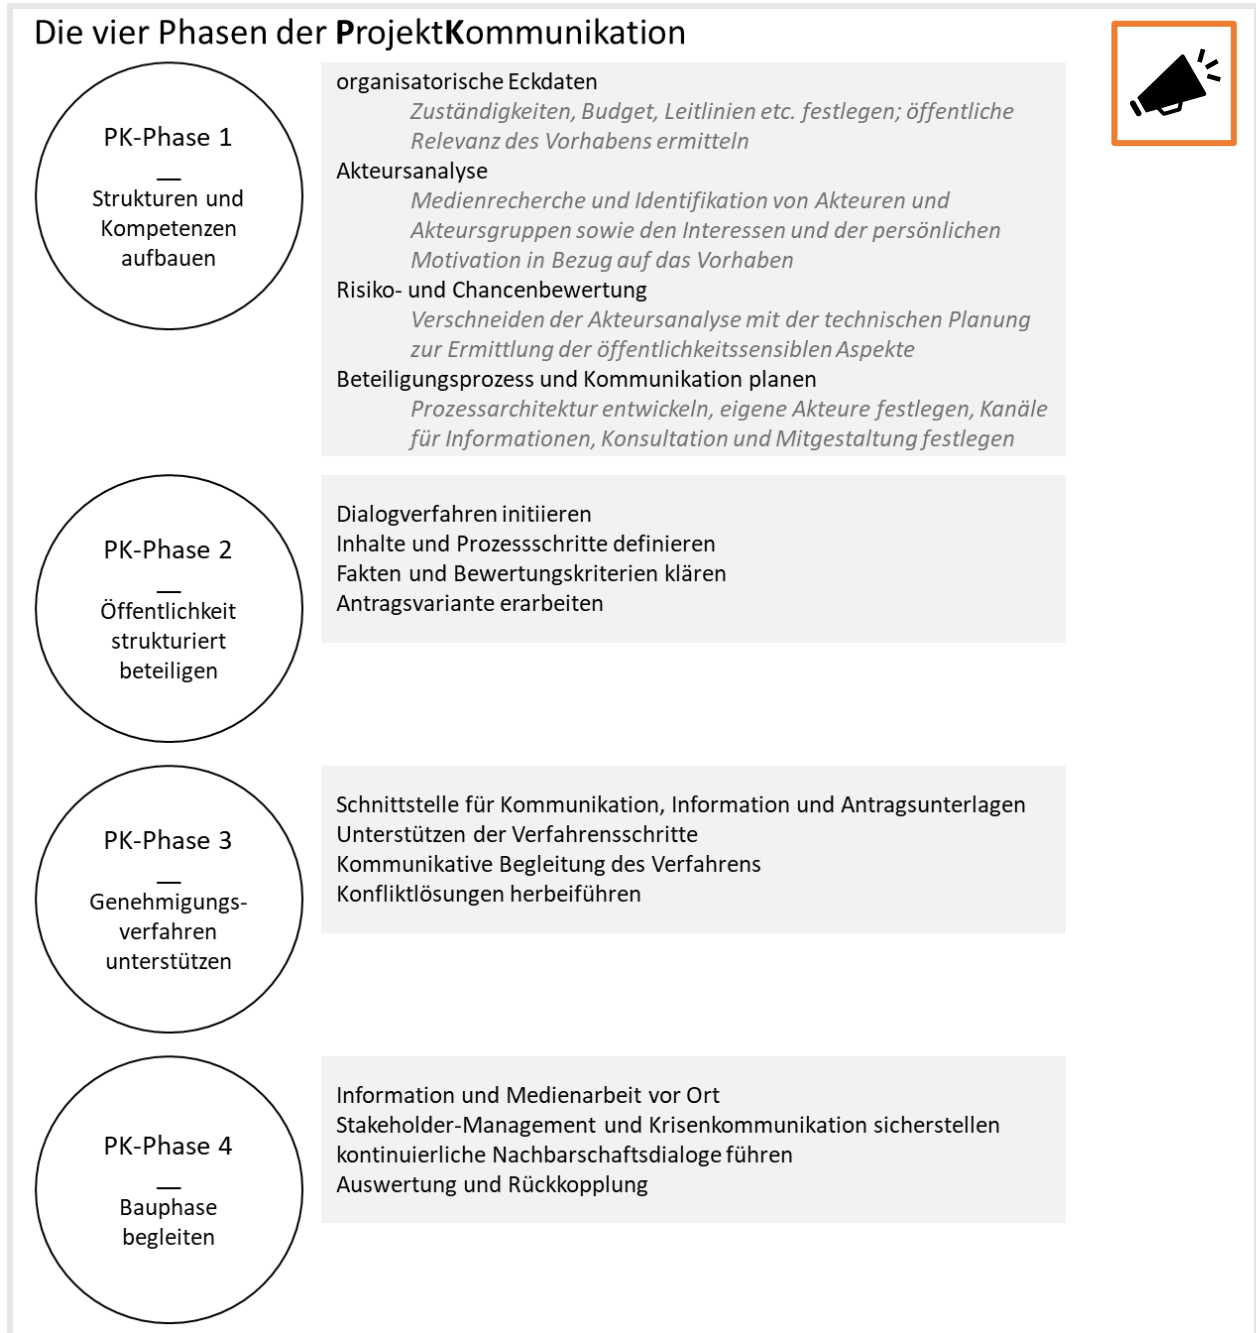 Die vier Phasen der ProjektKommunikation
PK-Phase 1
Strukturen und
Kompetenzen
aufbauen
organisatorische Eckdaten
Zuständigkeiten, Budget, Leitlinien etc. festlegen; öffentliche
Relevanz des Vorhabens ermitteln
Akteursanalyse
Medienrecherche und Identifikation von Akteuren und
Akteursgruppen sowie den Interessen und der persönlichen
Motivation in Bezug auf das Vorhaben
Risiko- und Chancenbewertung
Verschneiden der Akteursanalyse mit der technischen Planung
zur Ermittlung der öffentlichkeitssensiblen Aspekte
Beteiligungsprozess und Kommunikation planen
Prozessarchitektur entwickeln, eigene Akteure festlegen, Kanäle
für Informationen, Konsultation und Mitgestaltung festlegen
PK-Phase 2
Öffentlichkeit
strukturiert
beteiligen
Dialogverfahren initiieren
Inhalte und Prozessschritte definieren
Fakten und Bewertungskriterien klären
Antragsvariante erarbeiten
PK-Phase 3
Genehmigungs-
verfahren
unterstützen
Schnittstelle für Kommunikation, Information und Antragsunterlagen
Unterstützen der Verfahrensschritte
Kommunikative Begleitung des Verfahrens
Konfliktlösungen herbeiführen
PK-Phase 4
Bauphase
begleiten
Information und Medienarbeit vor Ort
Stakeholder-Management und Krisenkommunikation sicherstellen
kontinuierliche Nachbarschaftsdialoge führen
Auswertung und Rückkopplung